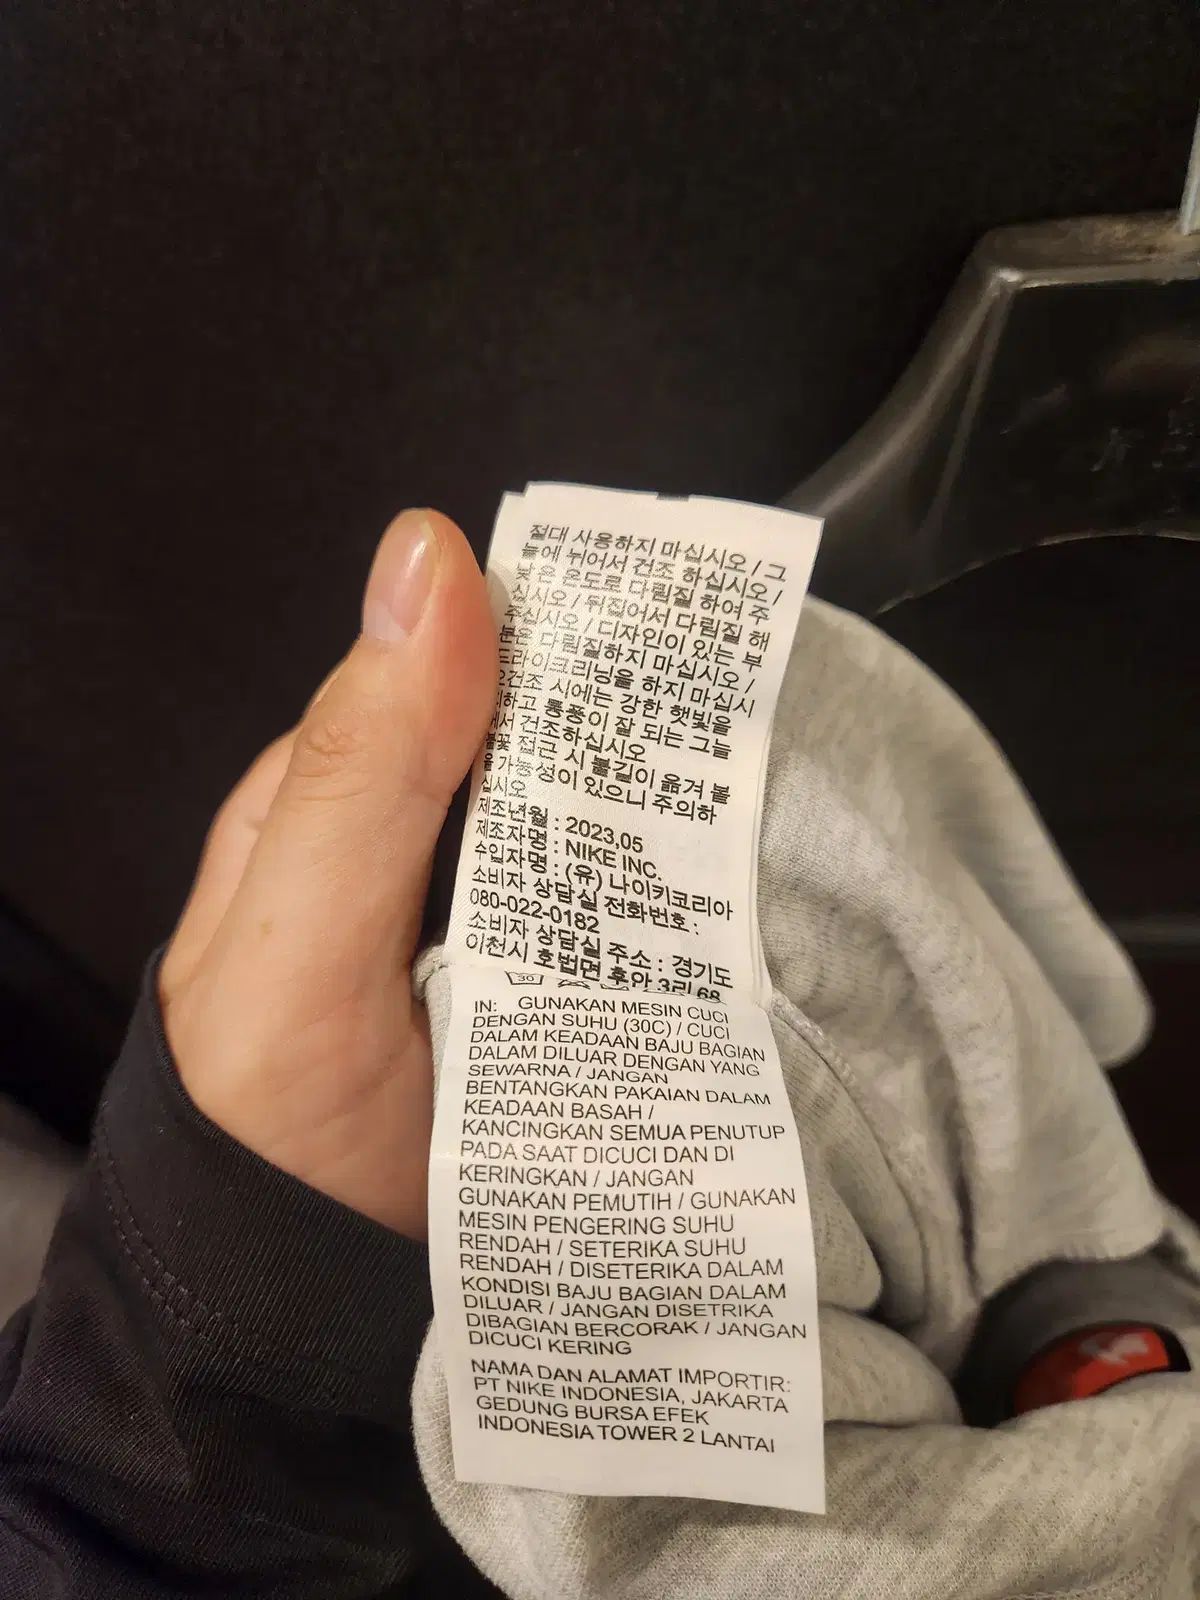 절대 사용하지 마십시오 / 그
늘에 뉘어서 건조 하십시오 /
낮은 온도로 다림질 하여 주
십시오 / 뒤집어서 다림질 해
주십시오 / 디자인이 있는 부
분은 다림질하지 마십시오 /
드라이크리닝을 하지 마십시
오건조 시에는 강한 햇빛을
피하고 통풍이 잘 되는 그늘
에서 건조하십시오
불꽃 접근 시 불길이 옮겨 붙
을 가능성이 있으니 주의하
십시오
제조년월 : 2023,05
제조자명 : NIKE INC.
수입자명 : (유) 나이키코리아
소비자 상담실 전화번호 :
080-022-0182
소비자 상담실 주소 : 경기도
이천시 호법면 후안 3리 68
30
IN: GUNAKAN MESIN CUCI
DENGAN SUHU (30C) / CUCI
DALAM KEADAAN BAJU BAGIAN
DALAM DILUAR DENGAN YANG
SEWARNA / JANGAN
BENTANGKAN PAKAIAN DALAM
KEADAAN BASAH /
KANCINGKAN SEMUA PENUTUP
PADA SAAT DICUCI DAN DI
KERINGKAN / JANGAN
GUNAKAN PEMUTIH / GUNAKAN
MESIN PENGERING SUHU
RENDAH / SETERIKA SUHU
RENDAH / DISETERIKA DALAM
KONDISI BAJU BAGIAN DALAM
DILUAR / JANGAN DISETRIKA
DIBAGIAN BERCORAK / JANGAN
DICUCI KERING
NAMA DAN ALAMAT IMPORTIR:
PT NIKE INDONESIA, JAKARTA
GEDUNG BURSA EFEK
INDONESIA TOWER 2 LANTAI